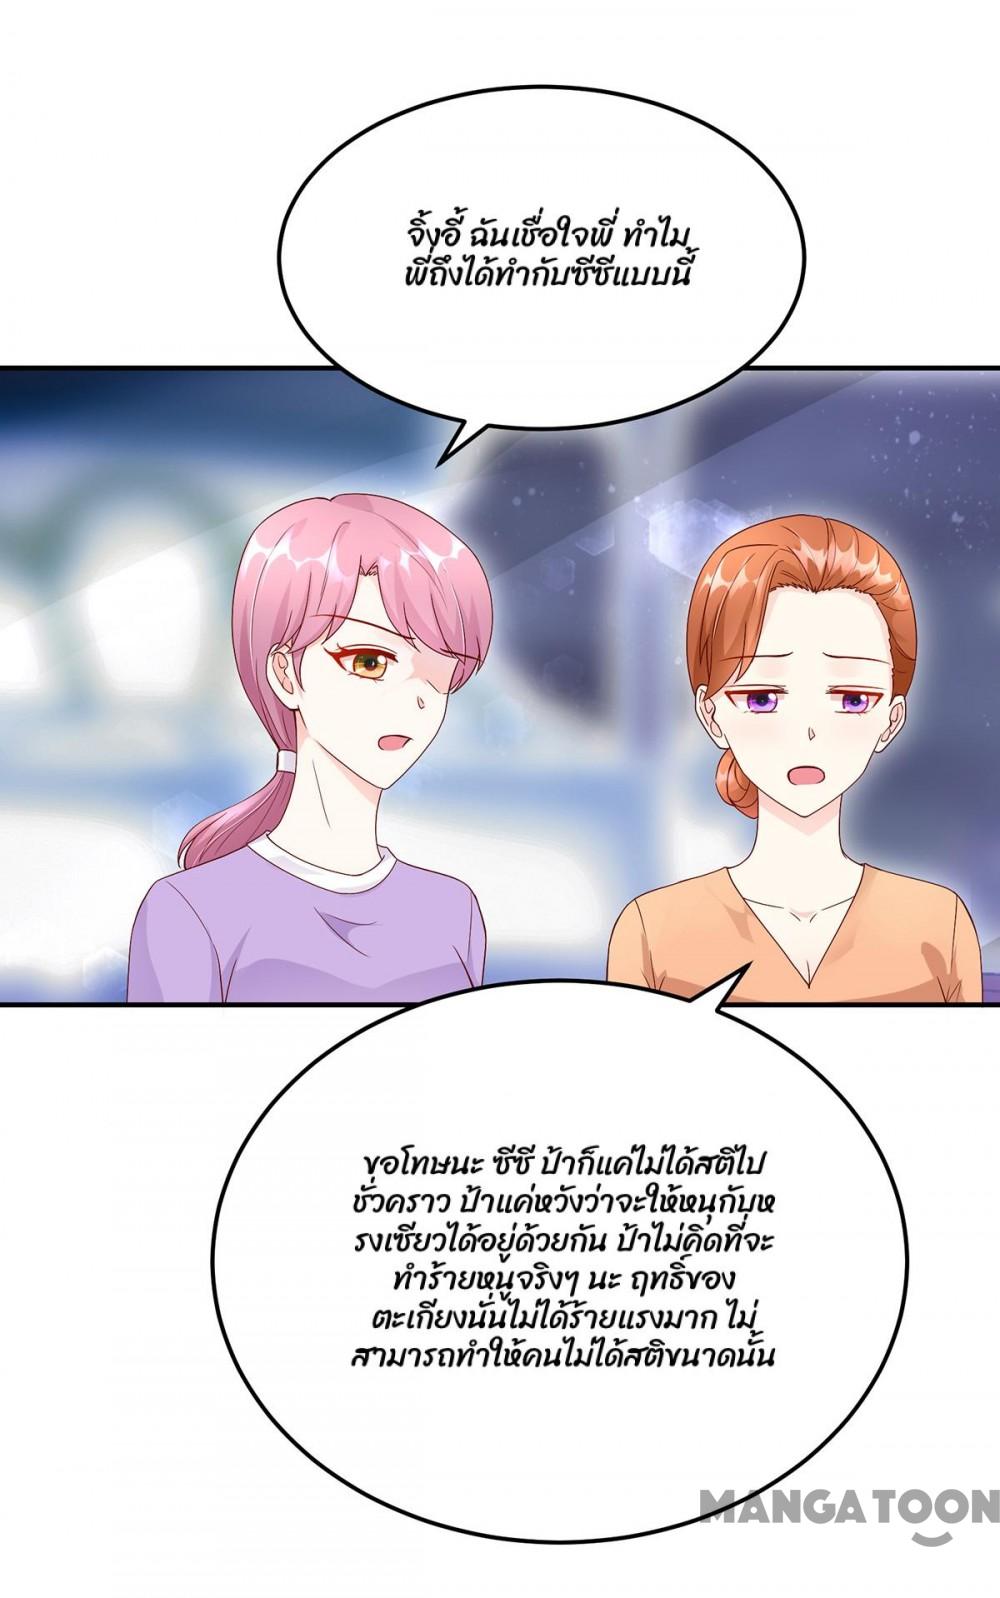 จิ้งอี้ ฉันเชื่อใจพี่ ทำไม
พี่ถึงได้ทำกับซีซีแบบนี้
ขอโทษนะ ซีซี ป้าก็แค่ไม่ได้สติไป
ชั่วคราว ป้าแค่หวังว่าจะให้หนุกับห
รงเซียวได้อยู่ด้วยกัน ป้าไม่คิดที่จะ
ทำร้ายหนูจริงๆ นะ ฤทธิ์ของ
ตะเกียงนั่นไม่ได้ร้ายแรงมาก ไม่
สามารถทำให้คนไม่ได้สติขนาดนั้น
MANGATOON